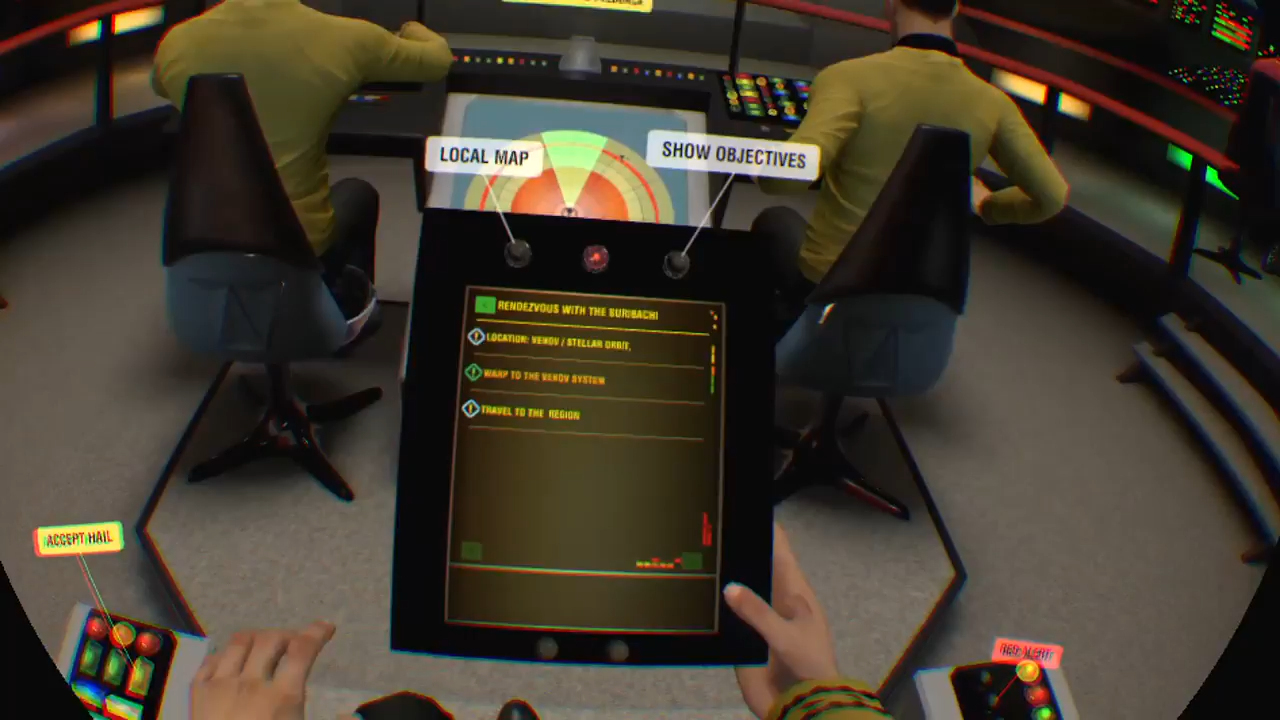 LOCAL MAP
SHOW OBJECTIVES
RENDEZVOUS WITH THE SURIBACHI
LOCATION: VENOV / STELLAR ORBIT,
WARP TO THE VENOV SYSTEM
TRAVEL TO THE REGION
ACCEPT HAIL
RED ALERT